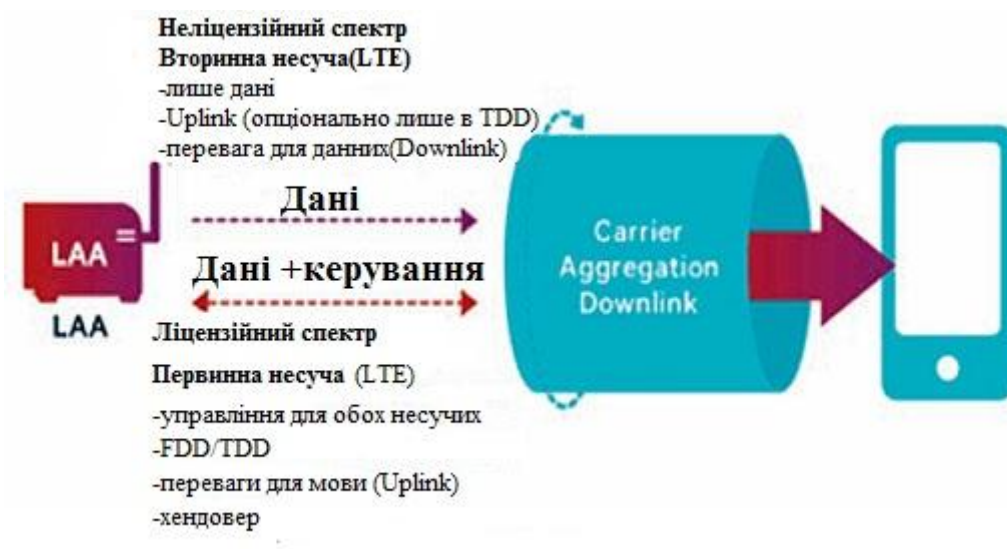 Неліцензійний спектр
Вторинна несуча(LTE)
-лише дані
-Uplink (опціонально лише в TDD)
-перевага для данних(Downlink)
Дані
LAA
Дані +керування
LAA
Carrier
Aggregation
Downlink
Ліцензійний спектр
Первинна несуча (LTE)
-управління для обох несучих
-FDD/TDD
-переваги для мови (Uplink)
-хендовер